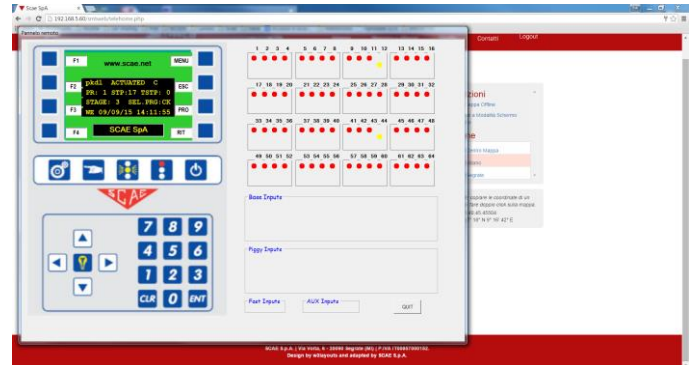 Scae SpA
192.168.5.60/omniweb/telehome.php
Pannello remoto
Contatti
Logout
F1
www.scae.net
MENU
F2
pkdl ACTUATED C
ESC
PR: 1 STP:17 TSTP: 0
F3
STAGE: 3 SEL.PRG:CK
PRO
WE 09/09/15 14:11:55
F4
SCAE SpA
RIT
SCAE
7 8 9
4 5 6
1 2 3
CLR 0 ENT
1 2 3 4 5 6 7 8 9 10 11 12 13 14 15 16
17 18 19 20 21 22 23 24 25 26 27 28 29 30 31 32
33 34 35 36 37 38 39 40 41 42 43 44 45 46 47 48
49 50 51 52 53 54 55 56 57 58 59 60 61 62 63 64
Base Inputs
Piggy Inputs
Fast Inputs
AUX Inputs
QUIT
zioni
appa Offline
a Modalità Schermo
Mappa
SCAE S.p.A. | Via Volta, 6 - 20090 Segrate (MI) | P.IVA
Design by willayouts and adapted by SCAE S.p.A.